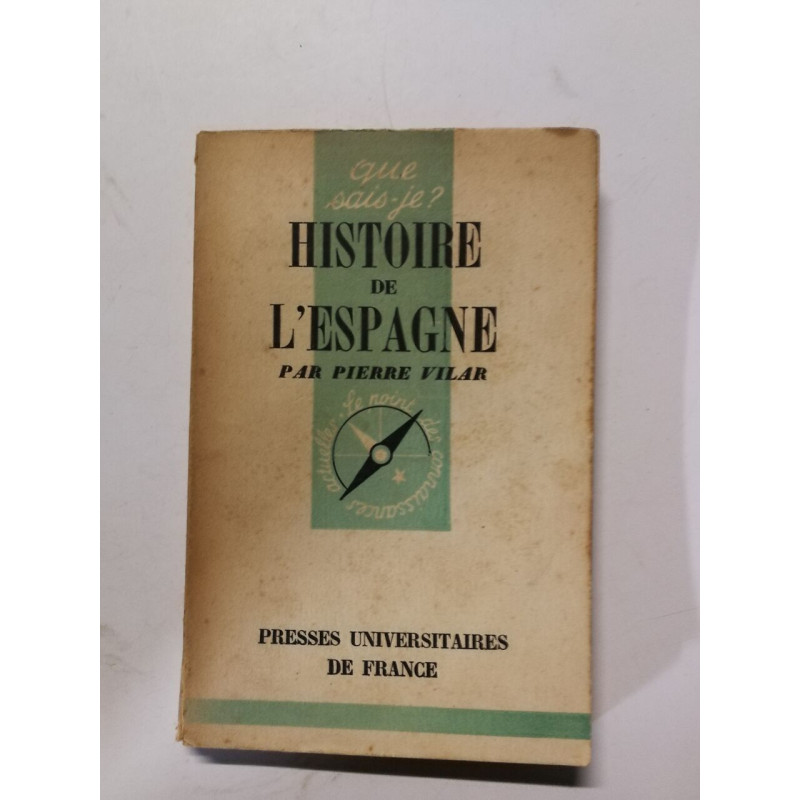 que
sais-je?
HISTOIRE
DE
L'ESPAGNE
PAR PIERRE VILAR
Le point des connaissances actuelles
PRESSES UNIVERSITAIRES
DE FRANCE